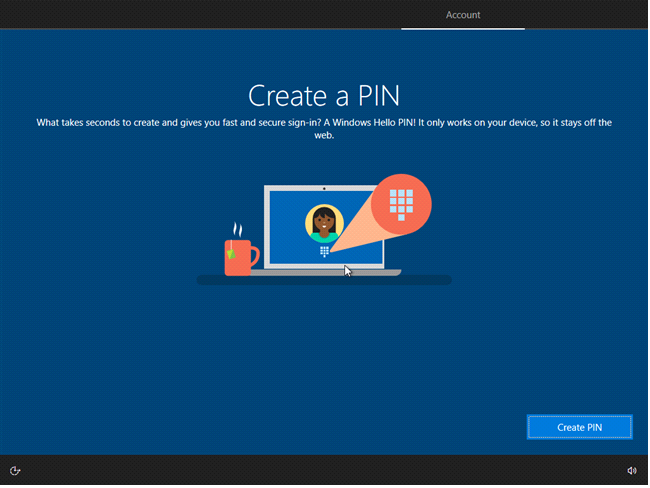 Account
Create a PIN
What takes seconds to create and gives you fast and secure sign-in? A Windows Hello PIN! It only works on your device, so it stays off the
web.
Create PIN